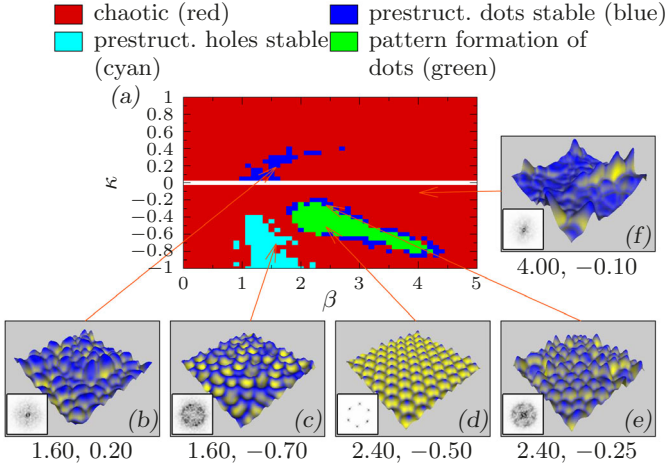 chaotic (red)
prestruct. dots stable (blue)
prestruct. holes stable (cyan)
pattern formation of dots (green)
(a)
κ
1
0.8
0.6
0.4
0.2
0
−0.2
−0.4
−0.6
−0.8
−1
0 1 2 3 4 5
β
(f)
4.00, −0.10
(b)
1.60, 0.20
(c)
1.60, −0.70
(d)
2.40, −0.50
(e)
2.40, −0.25